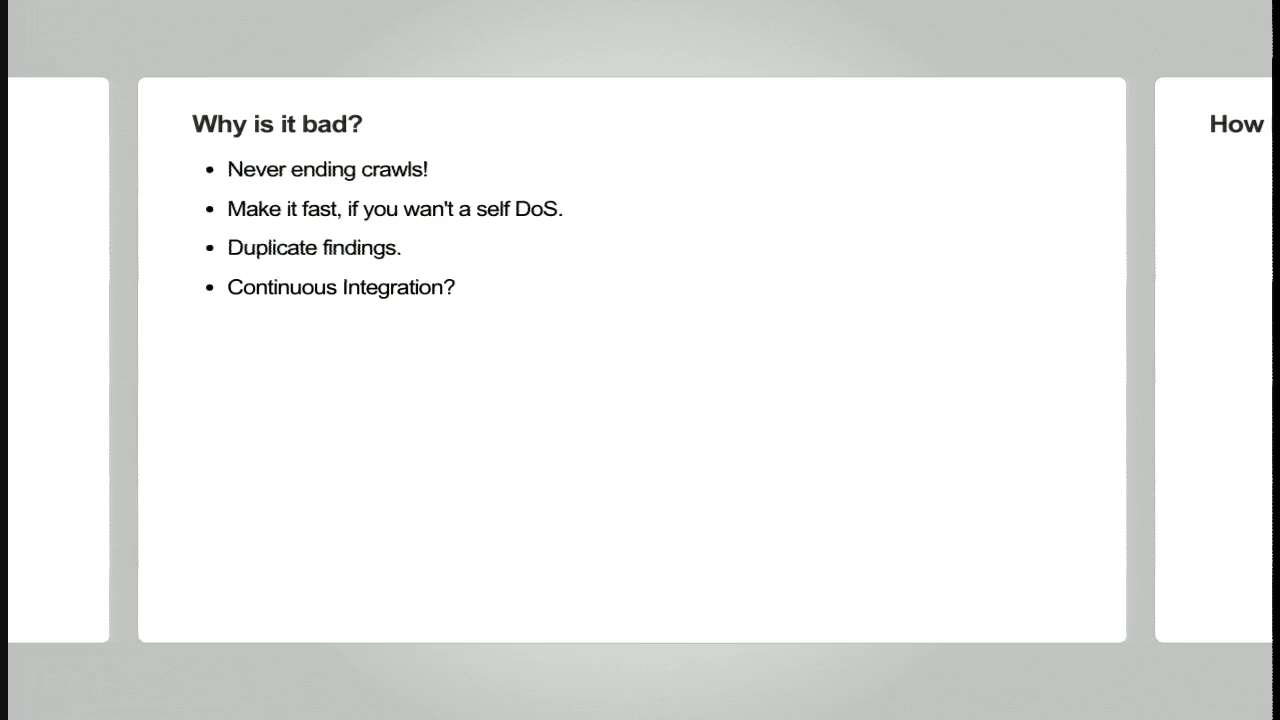 Why is it bad?
Never ending crawls!
Make it fast, if you wan't a self DoS.
Duplicate findings.
Continuous Integration?
How